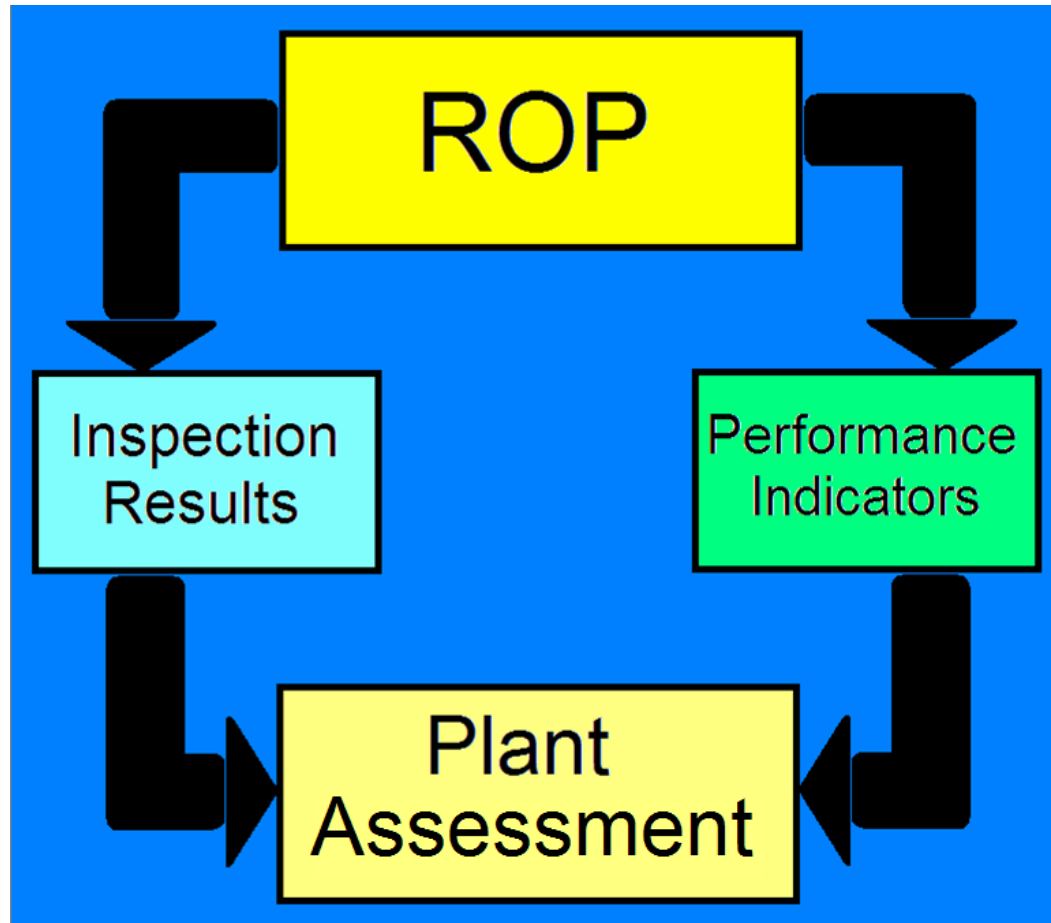 ROP
Inspection
Results
Performance
Indicators
Plant
Assessment